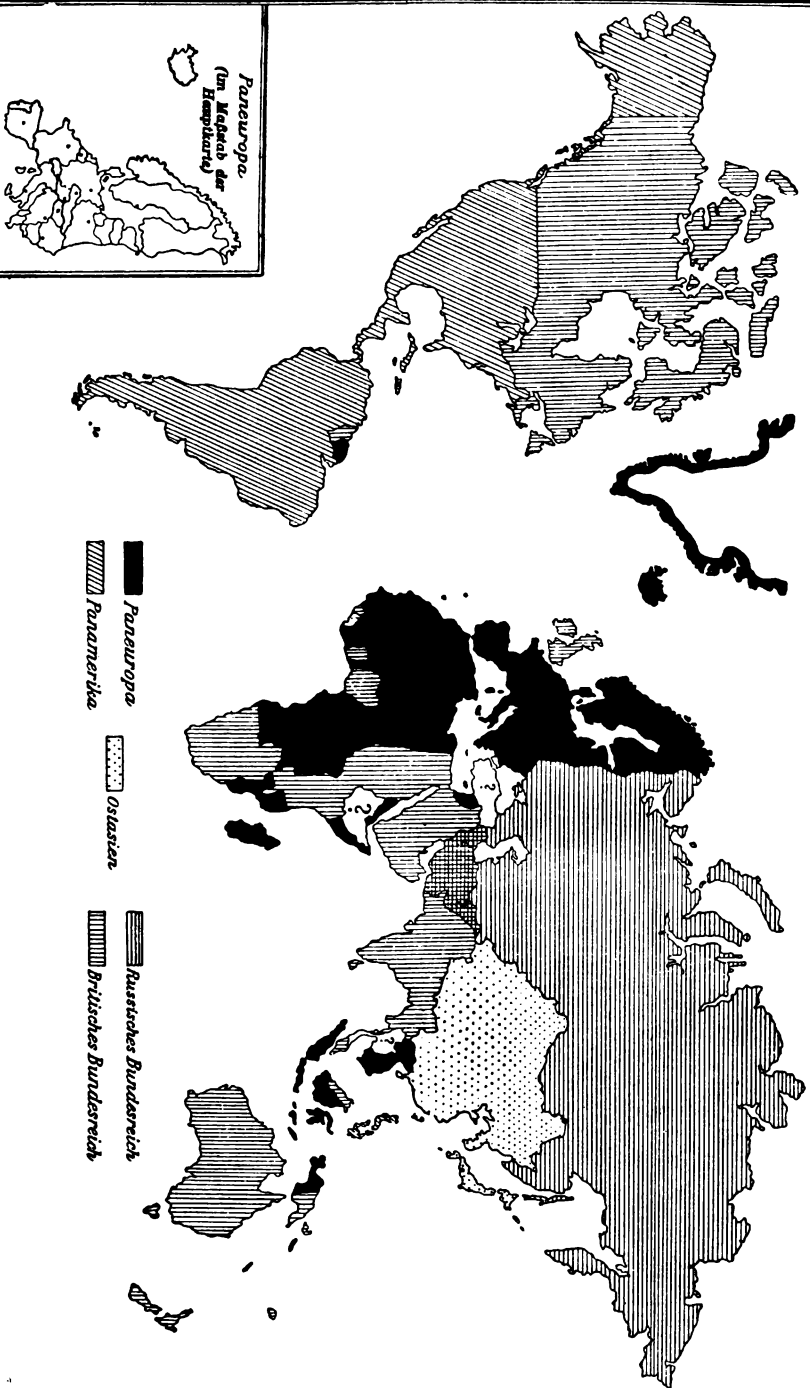 Paneuropa
(im Maßstab der
Hauptkarte)
?
?
?
Paneuropa
Panamerika
Ostasien
Russisches Bundesreich
Britisches Bundesreich